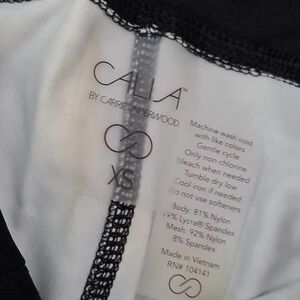 CALIA™
BY CARRIE UNDERWOOD
XS
Machine wash cold
with like colors
Gentle cycle
Only non-chlorine
bleach when needed
Tumble dry low
Cool iron if needed
Do not use softeners
Body: 81% Nylon
19% Lycra® Spandex
Mesh: 92% Nylon
8% Spandex
Made in Vietnam
RN# 104141